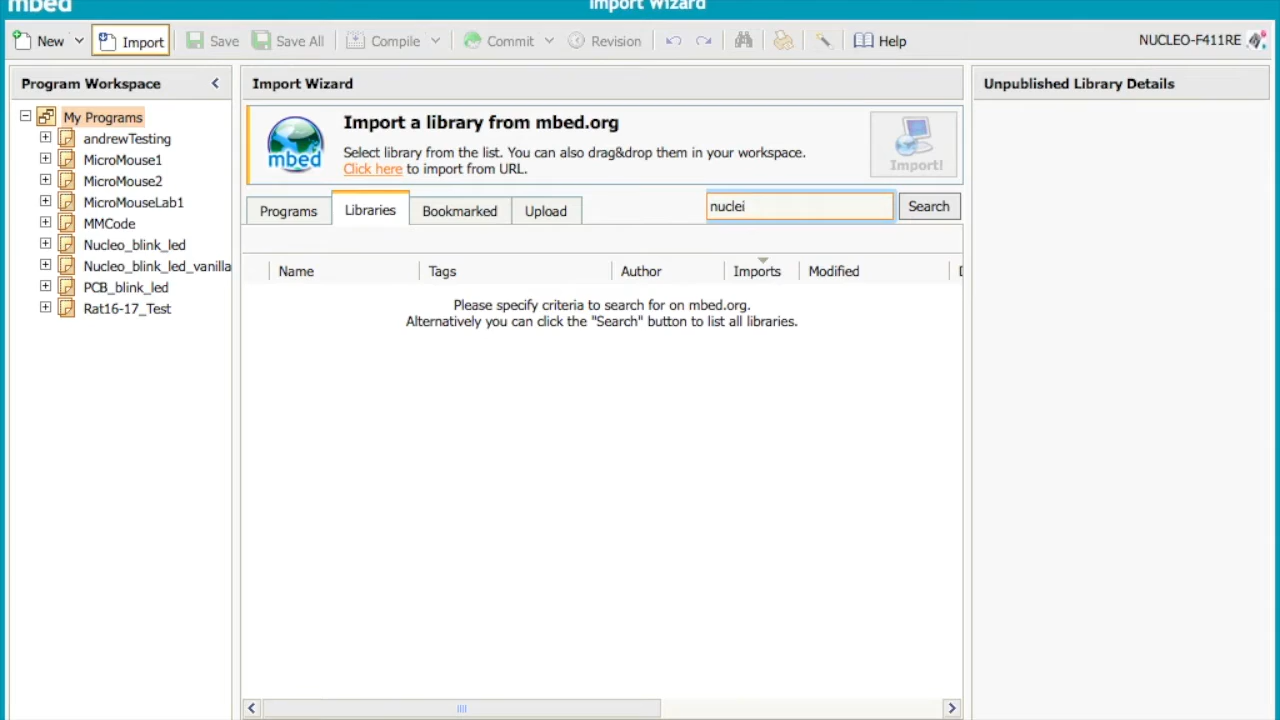 mbed
Import Wizard
New
Import
Save
Save All
Compile
Commit
Revision
Help
NUCLEO-F411RE
Program Workspace
My Programs
andrewTesting
MicroMouse1
MicroMouse2
MicroMouseLab1
MMCode
Nucleo_blink_led
Nucleo_blink_led_vanilla
PCB_blink_led
Rat16-17_Test
Import Wizard
mbed
Import a library from mbed.org
Select library from the list. You can also drag&drop them in your workspace.
Click here to import from URL.
Import!
Programs
Libraries
Bookmarked
Upload
nuclei
Search
Name
Tags
Author
Imports
Modified
Please specify criteria to search for on mbed.org.
Alternatively you can click the "Search" button to list all libraries.
Unpublished Library Details